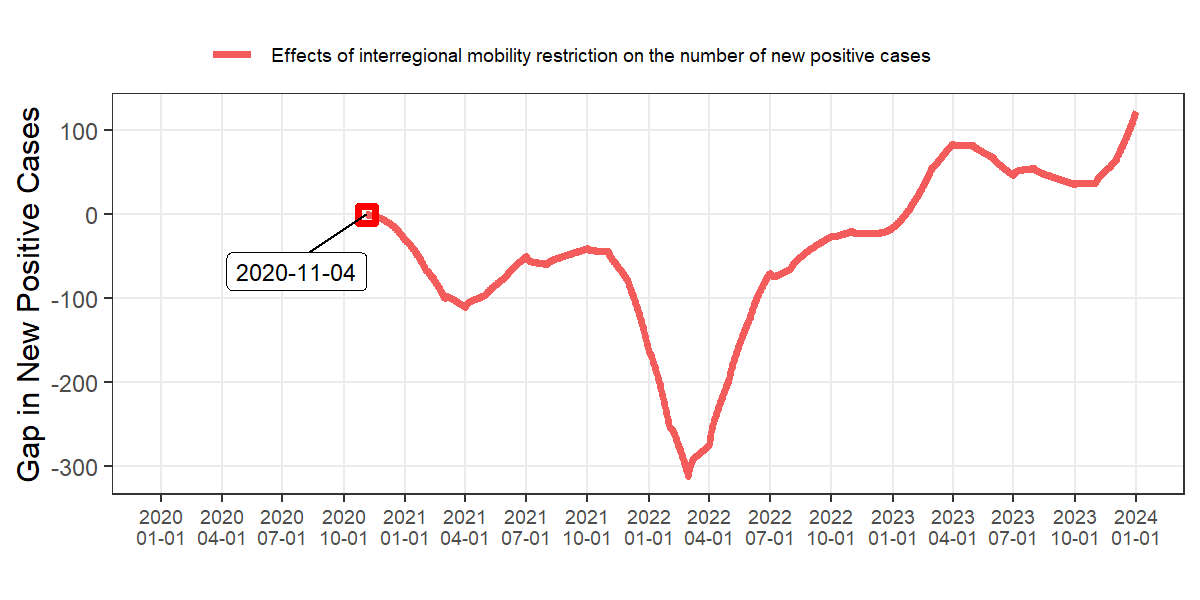 Effects of interregional mobility restriction on the number of new positive cases
Gap in New Positive Cases
100
0
-100
-200
-300
2020-11-04
2020 2020 2020 2020 2021 2021 2021 2021 2022 2022 2022 2022 2023 2023 2023 2023 2024
01-01 04-01 07-01 10-01 01-01 04-01 07-01 10-01 01-01 04-01 07-01 10-01 01-01 04-01 07-01 10-01 01-01